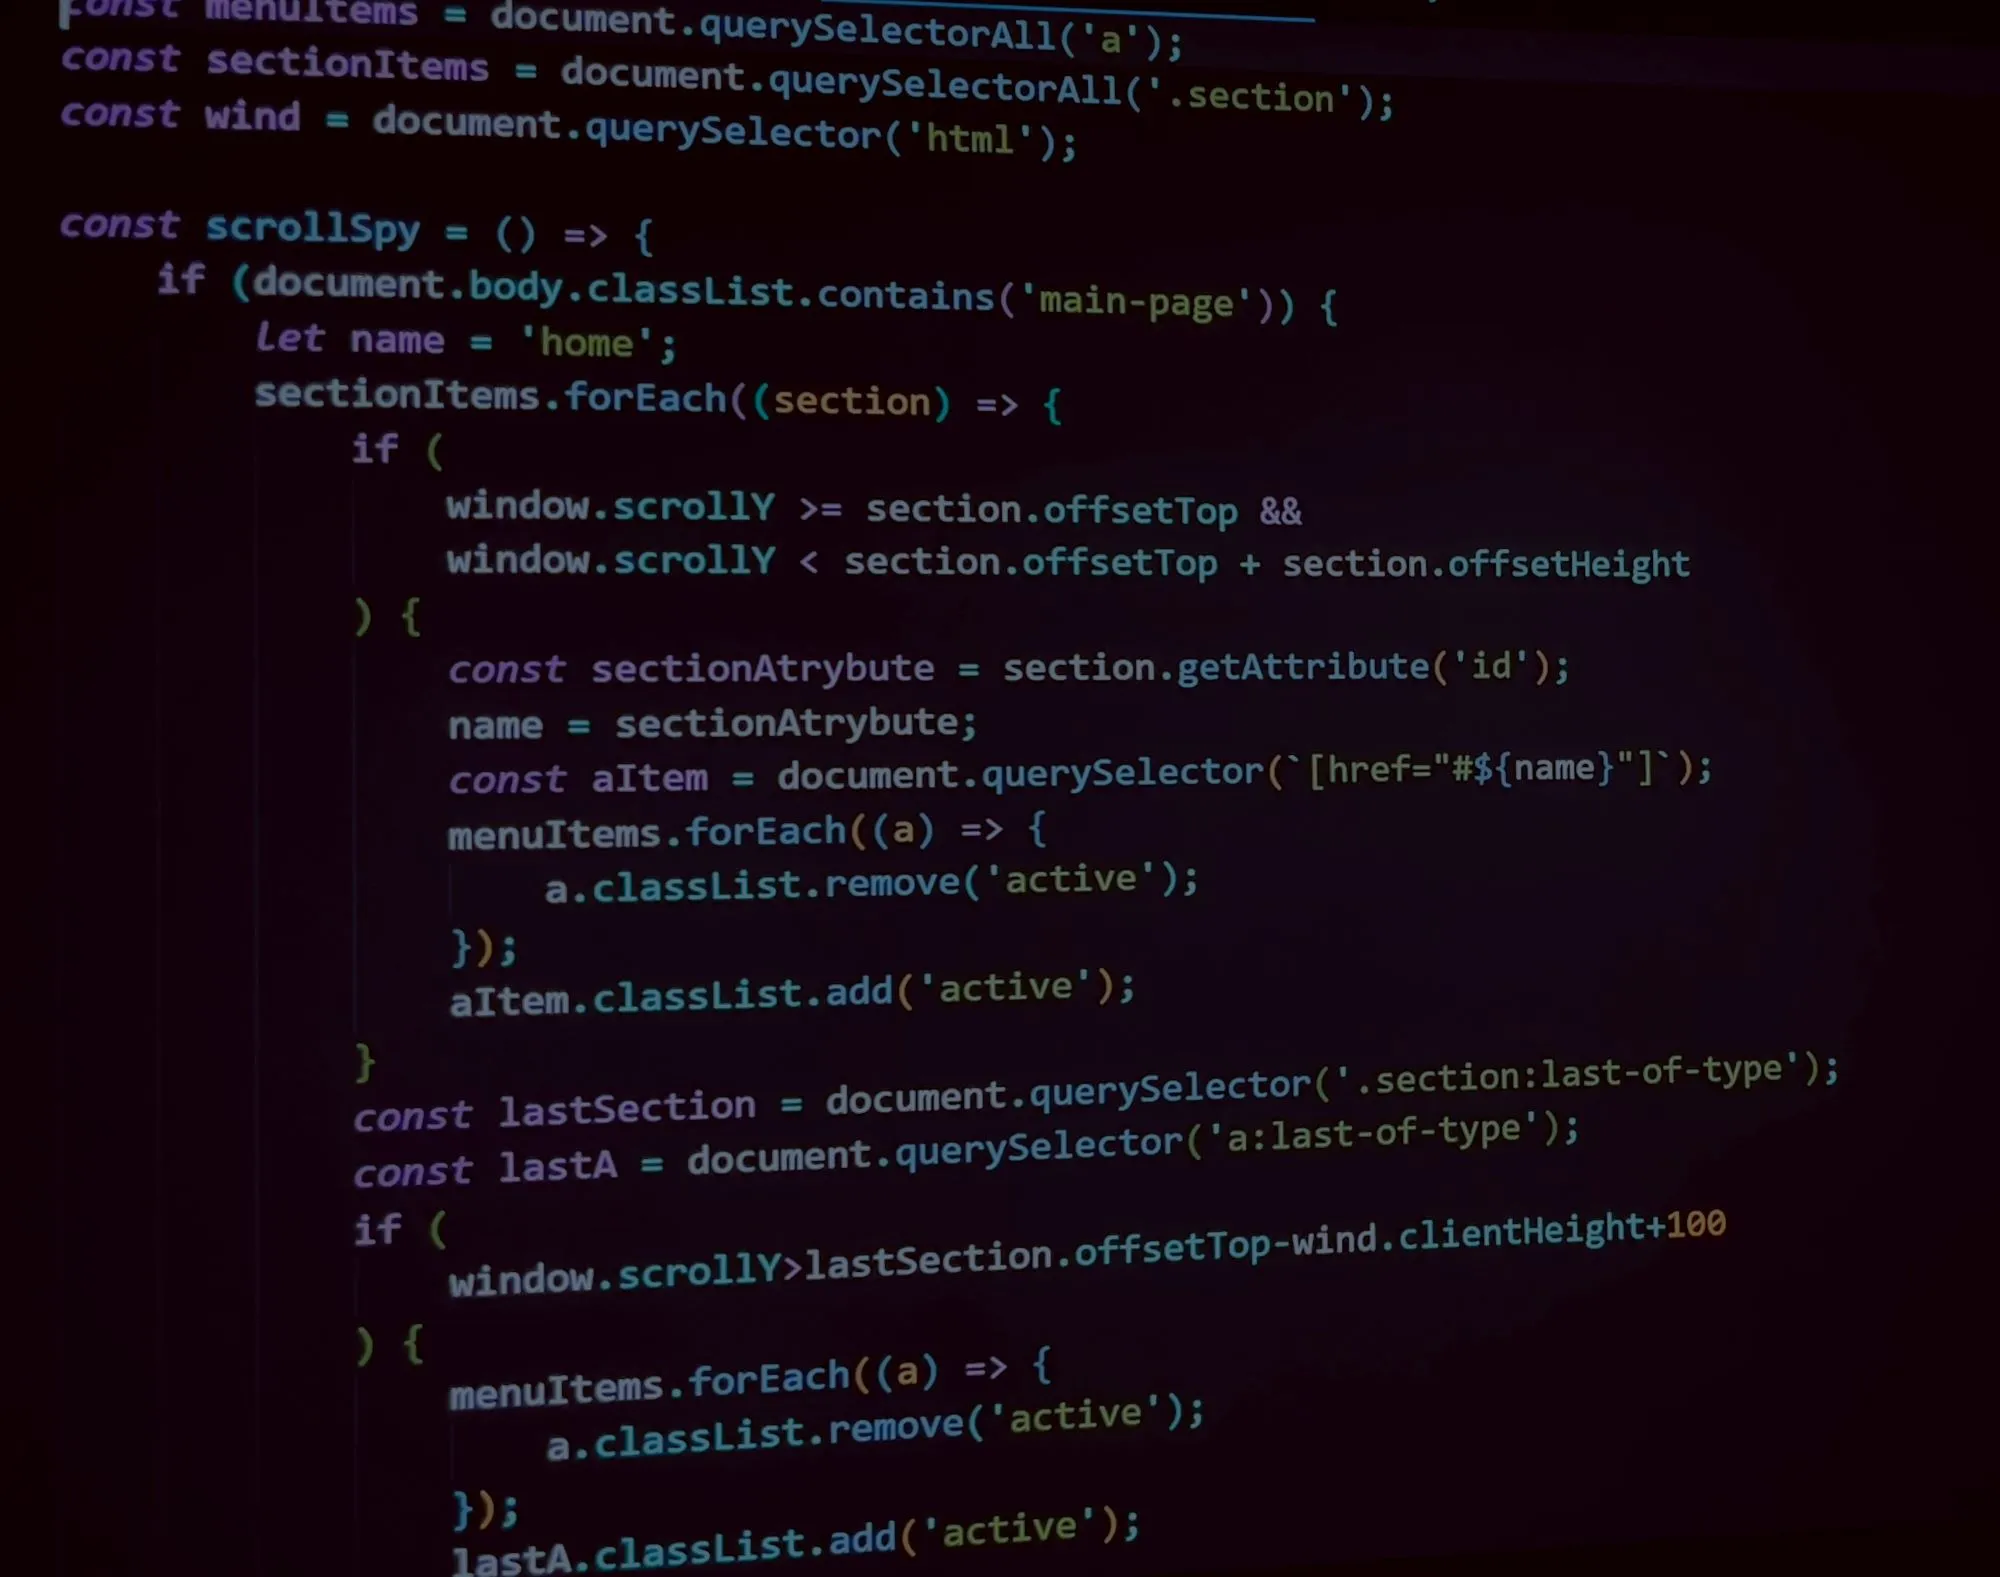 const menuItems = document.querySelectorAll('a');
const sectionItems = document.querySelectorAll('.section');
const wind = document.querySelector('html');
const scrollSpy = () => {
if (document.body.classList.contains('main-page')) {
let name = 'home';
sectionItems.forEach((section) => {
if (
window.scrollY >= section.offsetTop &&
window.scrollY < section.offsetTop + section.offsetHeight
) {
const sectionAtrybute = section.getAttribute('id');
name = sectionAtrybute;
const aItem = document.querySelector(`[href="#${name}"]`);
menuItems.forEach((a) => {
a.classList.remove('active');
});
aItem.classList.add('active');
}
const lastSection = document.querySelector('.section:last-of-type');
const lastA = document.querySelector('a:last-of-type');
if (
window.scrollY>lastSection.offsetTop-wind.clientHeight+100
) {
menuItems.forEach((a) => {
a.classList.remove('active');
});
lastA.classList.add('active');